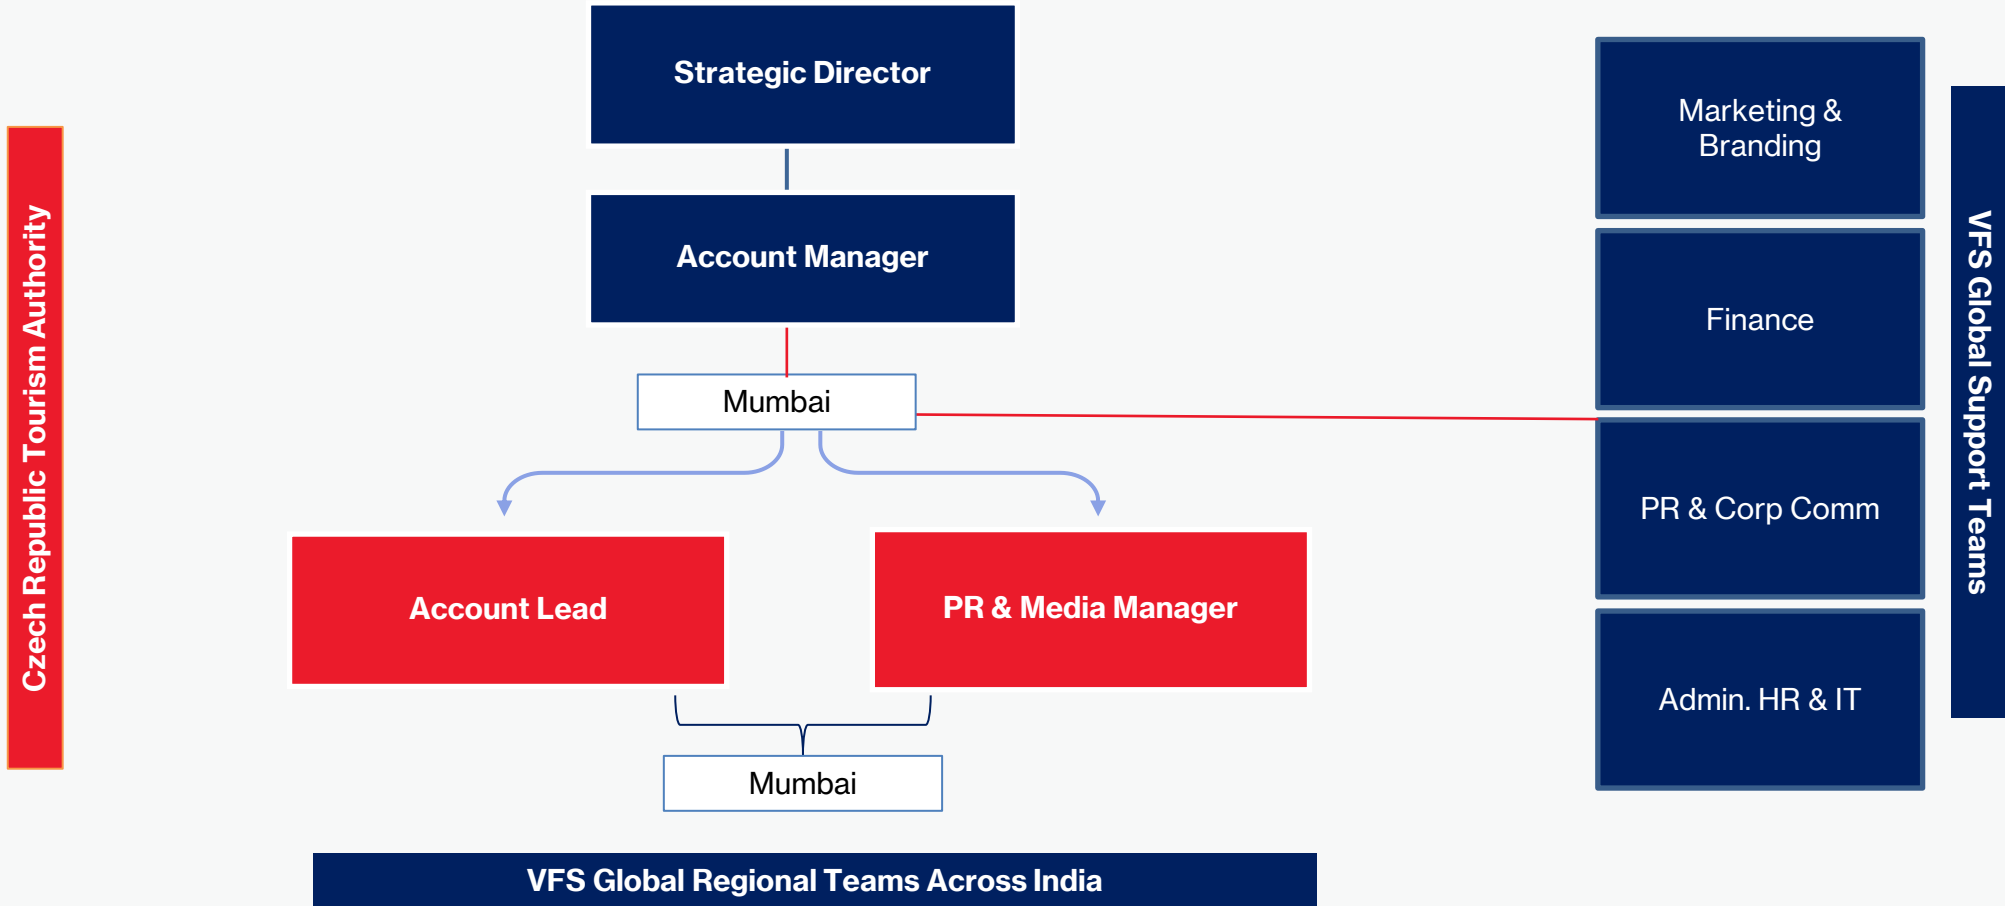 Strategic Director
Account Manager
Mumbai
Account Lead
PR & Media Manager
Mumbai
VFS Global Regional Teams Across India
Czech Republic Tourism Authority
Marketing &
Branding
Finance
PR & Corp Comm
Admin. HR & IT
VFS Global Support Teams